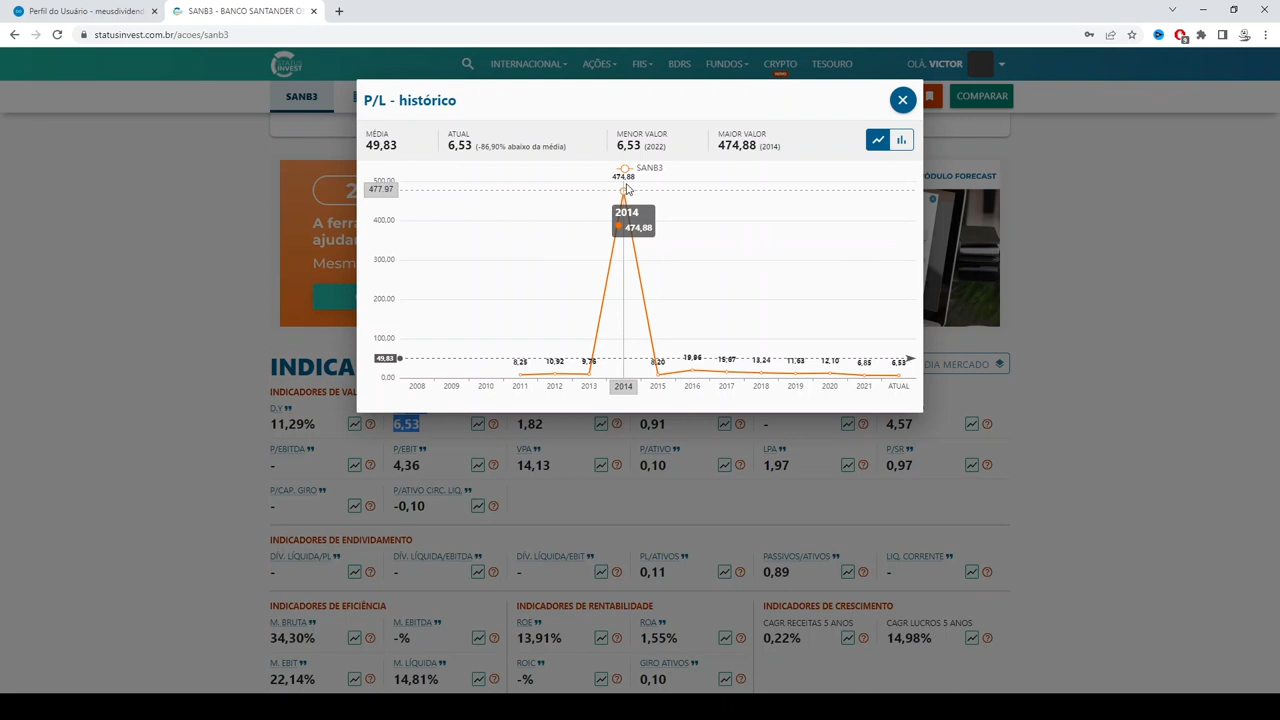 Perfil do Usuário - meusdividend
SANB3 - BANCO SANTANDER
statusinvest.com.br/acoes/sanb3
STATUS
INVEST
INTERNACIONAL
AÇÕES
FIIS
BDRS
FUNDOS
CRYPTO
TESOURO
OLÁ, VICTOR
SANB3
COMPARAR
P/L - histórico
MÉDIA
49,83
ATUAL
6,53 (-86,90% abaixo da média)
MENOR VALOR
6,53 (2022)
MAIOR VALOR
474,88 (2014)
SANB3
474,88
500,00
477.97
2014
474,88
400,00
300,00
200,00
100,00
49,83
0,00
8,25 10,92 9,76 8,20 19,96 15,67 13,24 11,63 12,10 6,85 6,53
2008 2009 2010 2011 2012 2013 2014 2015 2016 2017 2018 2019 2020 2021 ATUAL
A ferra
ajudar
Mesm
ÓDULO FORECAST
INDICA
DIA MERCADO
INDICADORES DE VAL
D.Y
11,29% 6,53 1,82 0,91 - 4,57
P/EBITDA P/EBIT VPA P/ATIVO LPA P/SR
- 4,36 14,13 0,10 1,97 0,97
P/CAP. GIRO P/ATIVO CIRC. LIQ.
- -0,10
INDICADORES DE ENDIVIDAMENTO
DÍV. LÍQUIDA/PL DÍV. LÍQUIDA/EBITDA DÍV. LÍQUIDA/EBIT PL/ATIVOS PASSIVOS/ATIVOS LIQ. CORRENTE
- - - 0,11 0,89 -
INDICADORES DE EFICIÊNCIA INDICADORES DE RENTABILIDADE INDICADORES DE CRESCIMENTO
M. BRUTA M. EBITDA ROE ROA CAGR RECEITAS 5 ANOS CAGR LUCROS 5 ANOS
34,30% -% 13,91% 1,55% 0,22% 14,98%
M. EBIT M. LÍQUIDA ROIC GIRO ATIVOS
22,14% 14,81% -% 0,10